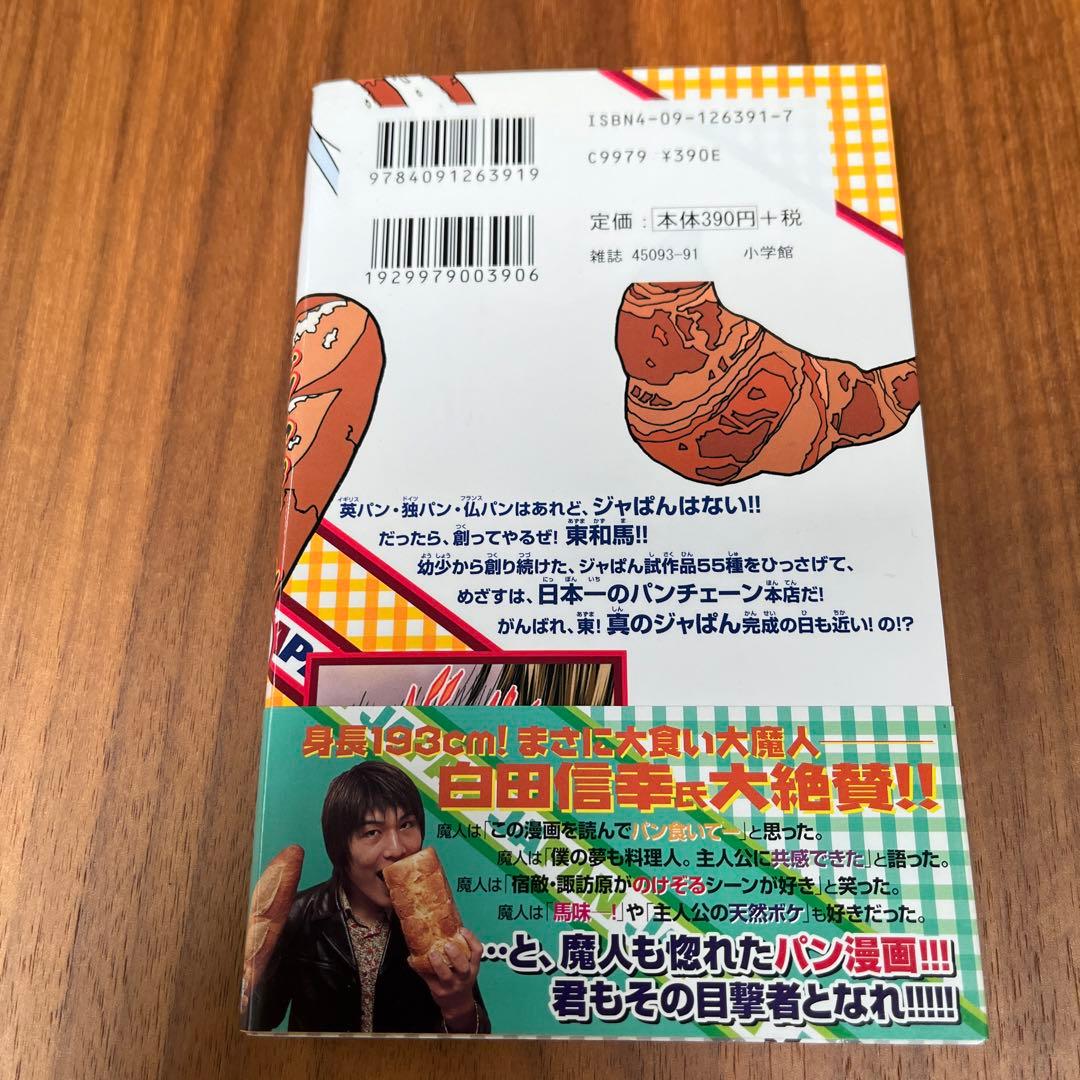 ISBN4-09-126391-7
C9979 ¥390E
9784091263919
定価：本体390円+税
雑誌 45093-91 小学館
1929979003906
英パン・独パン・仏パンはあれど、ジャぱんはない!!
だったら、創ってやるぜ! 東和馬!!
幼少から創り続けた、ジャぱん試作品55種をひっさげて、
めざすは、日本一のパンチェーン本店だ!
がんばれ、東! 真のジャぱん完成の日も近い! の!?
身長193cm! まさに大食い大魔人――
白田信幸氏大絶賛!!
魔人は「この漫画を読んでパン食いてー」と思った。
魔人は「僕の夢も料理人。主人公に共感できた」と語った。
魔人は「宿敵・諏訪原がのけぞるシーンが好き」と笑った。
魔人は「馬味ー!」や「主人公の天然ボケ」も好きだった。
…と、魔人も惚れたパン漫画!!!
君もその目撃者となれ!!!!!